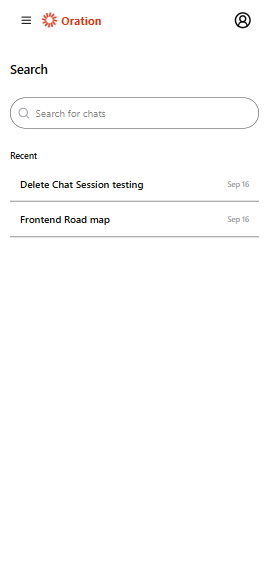 Oration
Search
Search for chats
Recent
Delete Chat Session testing Sep 16
Frontend Road map Sep 16